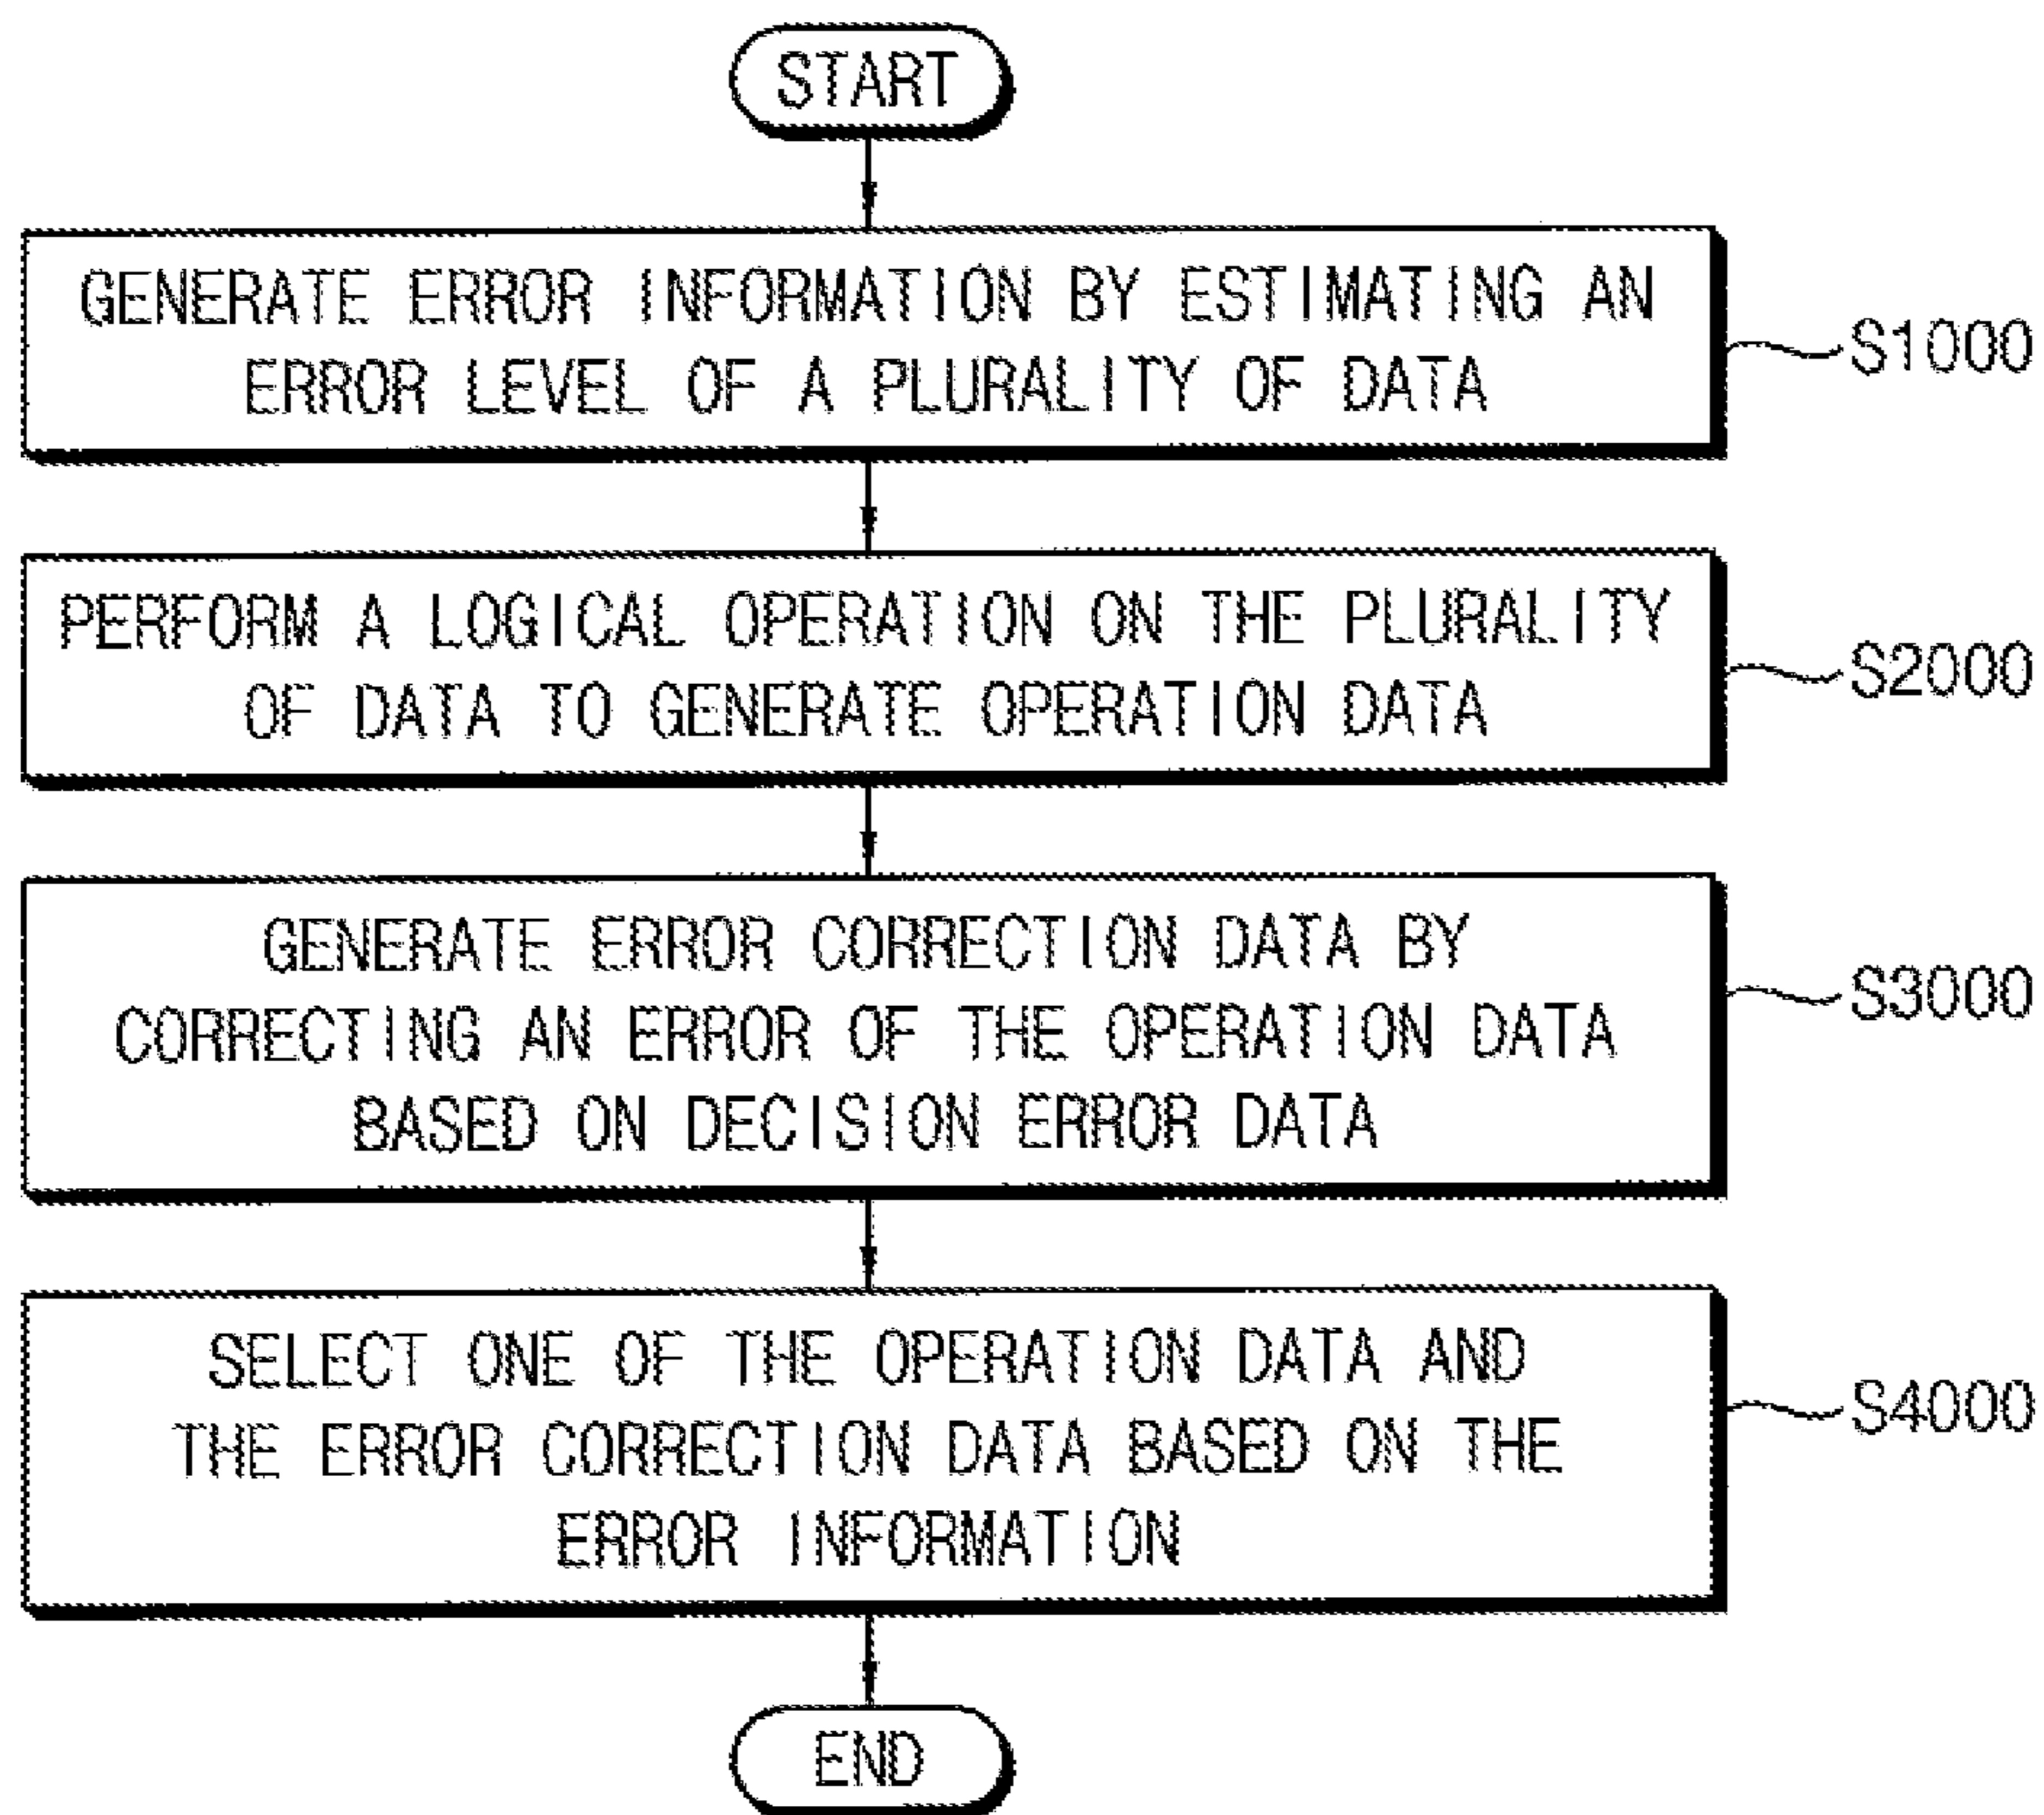 START
GENERATE ERROR INFORMATION BY ESTIMATING AN
ERROR LEVEL OF A PLURALITY OF DATA
S1000
PERFORM A LOGICAL OPERATION ON THE PLURALITY
OF DATA TO GENERATE OPERATION DATA
S2000
GENERATE ERROR CORRECTION DATA BY
CORRECTING AN ERROR OF THE OPERATION DATA
BASED ON DECISION ERROR DATA
S3000
SELECT ONE OF THE OPERATION DATA AND
THE ERROR CORRECTION DATA BASED ON THE
ERROR INFORMATION
S4000
END